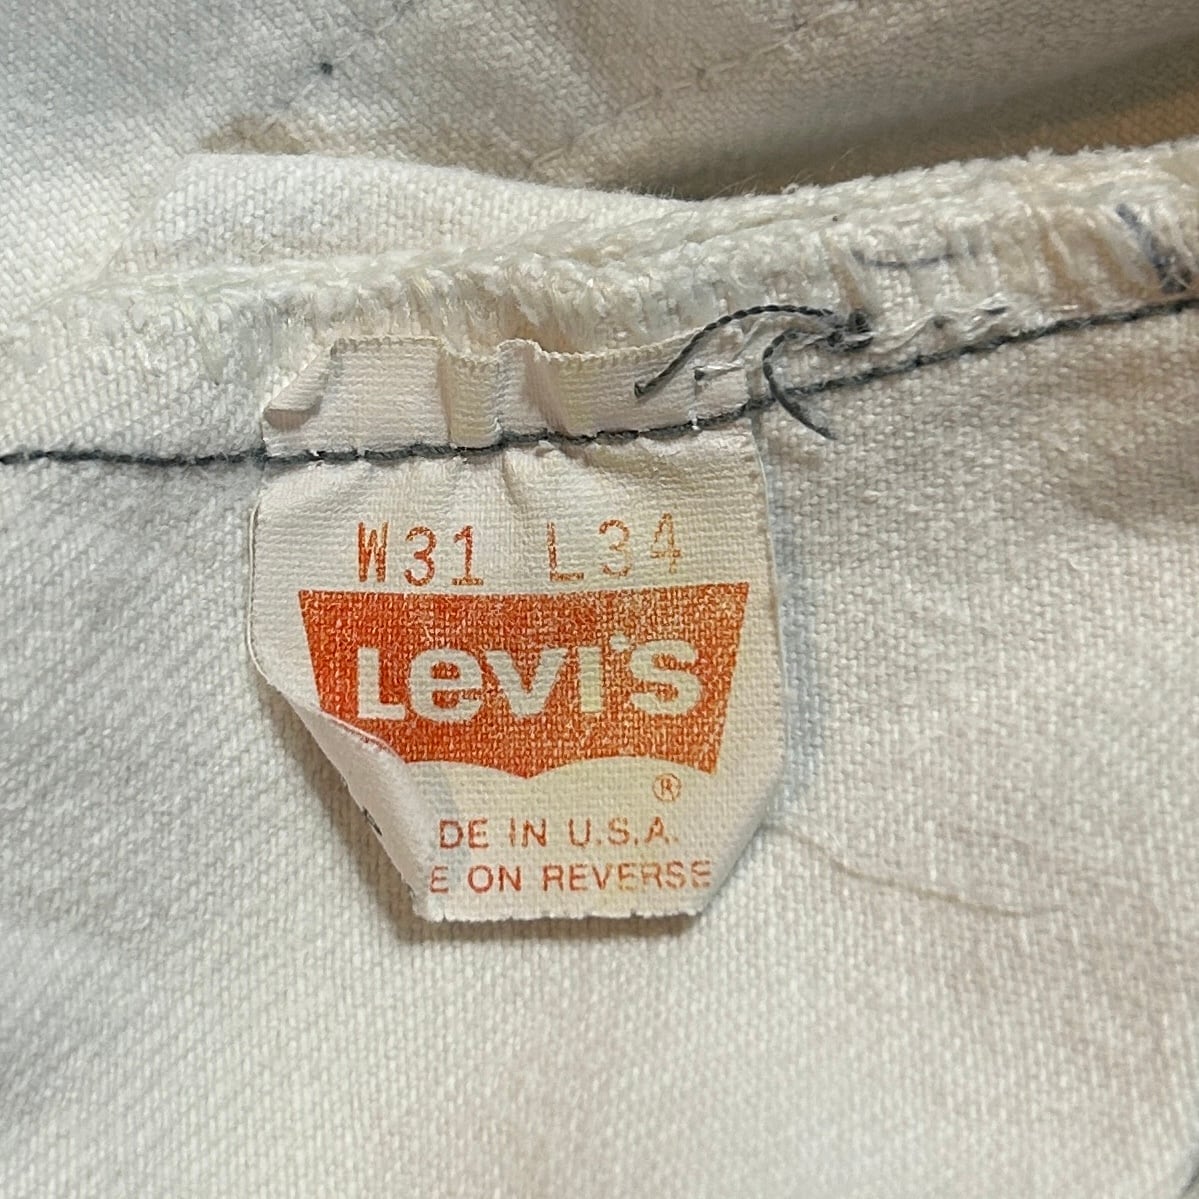 W31 L34
Levi's
®
DE IN U.S.A.
E ON REVERSE